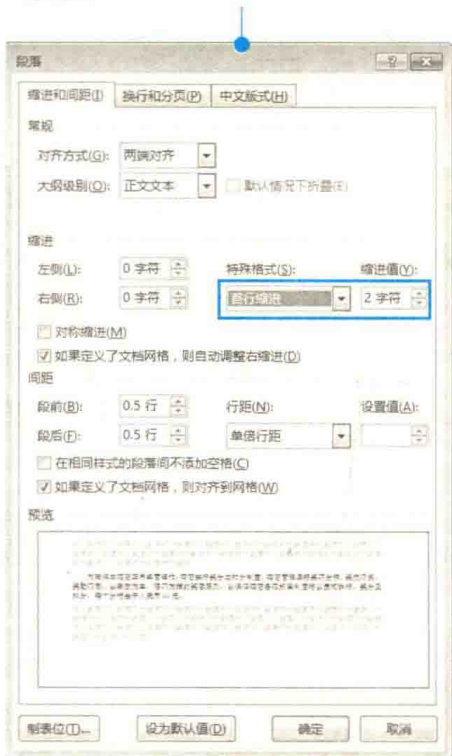 段落
缩进和间距(I) 换行和分页(P) 中文版式(H)
常规
对齐方式(G): 两端对齐
大纲级别(O): 正文文本 默认情况下折叠(E)
缩进
左侧(L): 0 字符 特殊格式(S): 缩进值(Y):
右侧(R): 0 字符 首行缩进 2 字符
对称缩进(M)
如果定义了文档网格，则自动调整右缩进(D)
间距
段前(B): 0.5 行 行距(N): 设置值(A):
段后(F): 0.5 行 单倍行距
在相同样式的段落间不添加空格(C)
如果定义了文档网格，则对齐到网格(W)
预览
制表位(T)... 设为默认值(D) 确定 取消